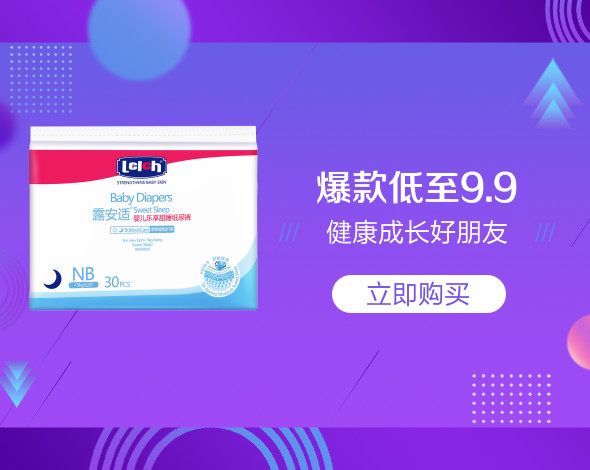 Lelch
STRENGTHENS BABY SKIN
Baby Diapers
露安适
Sweet Sleep
婴儿乐享甜睡纸尿裤
NB
30PCS
爆款低至9.9
健康成长好朋友
立即购买